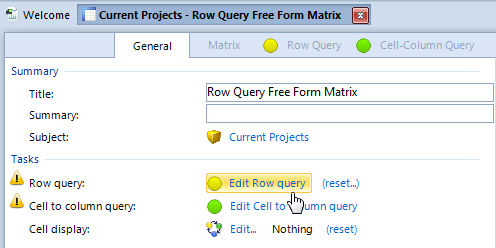 Welcome Current Projects - Row Query Free Form Matrix
General Matrix Row Query Cell-Column Query
Summary
Title: Row Query Free Form Matrix
Summary:
Subject: Current Projects
Tasks
Row query: Edit Row query (reset...)
Cell to column query: Edit Cell to column query
Cell display: Edit... Nothing (reset)